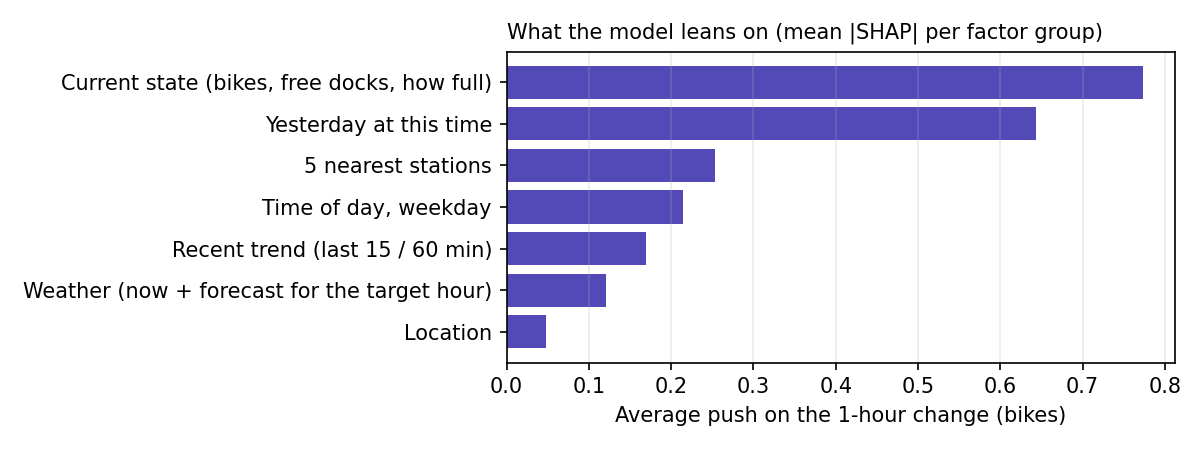 What the model leans on (mean |SHAP| per factor group)
Current state (bikes, free docks, how full)
Yesterday at this time
5 nearest stations
Time of day, weekday
Recent trend (last 15 / 60 min)
Weather (now + forecast for the target hour)
Location
0.0 0.1 0.2 0.3 0.4 0.5 0.6 0.7 0.8
Average push on the 1-hour change (bikes)